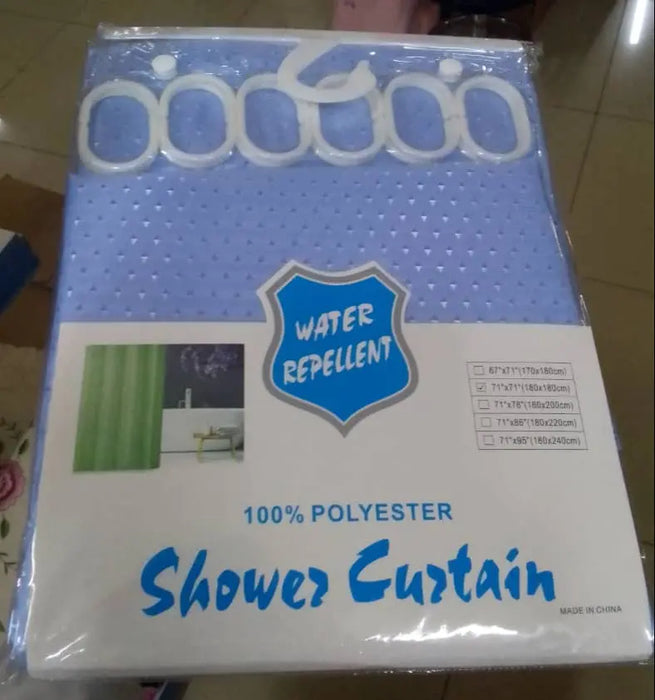 WATER
REPELLENT
67"x71"(170x180cm)
71"x71"(180x180cm)
71"x78"(180x200cm)
71"x86"(180x220cm)
71"x95"(180x240cm)
100% POLYESTER
Shower Curtain
MADE IN CHINA